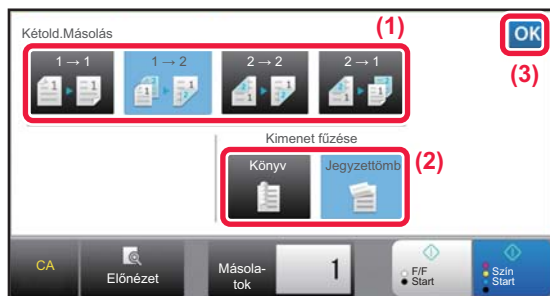 Kétold.Másolás
(1)
OK
1 → 1
1 → 2
2 → 2
2 → 1
(3)
Kimenet fűzése
Könyv
Jegyzettömb
(2)
CA
Előnézet
Másola-
tok
1
F/F
Start
Szín
Start